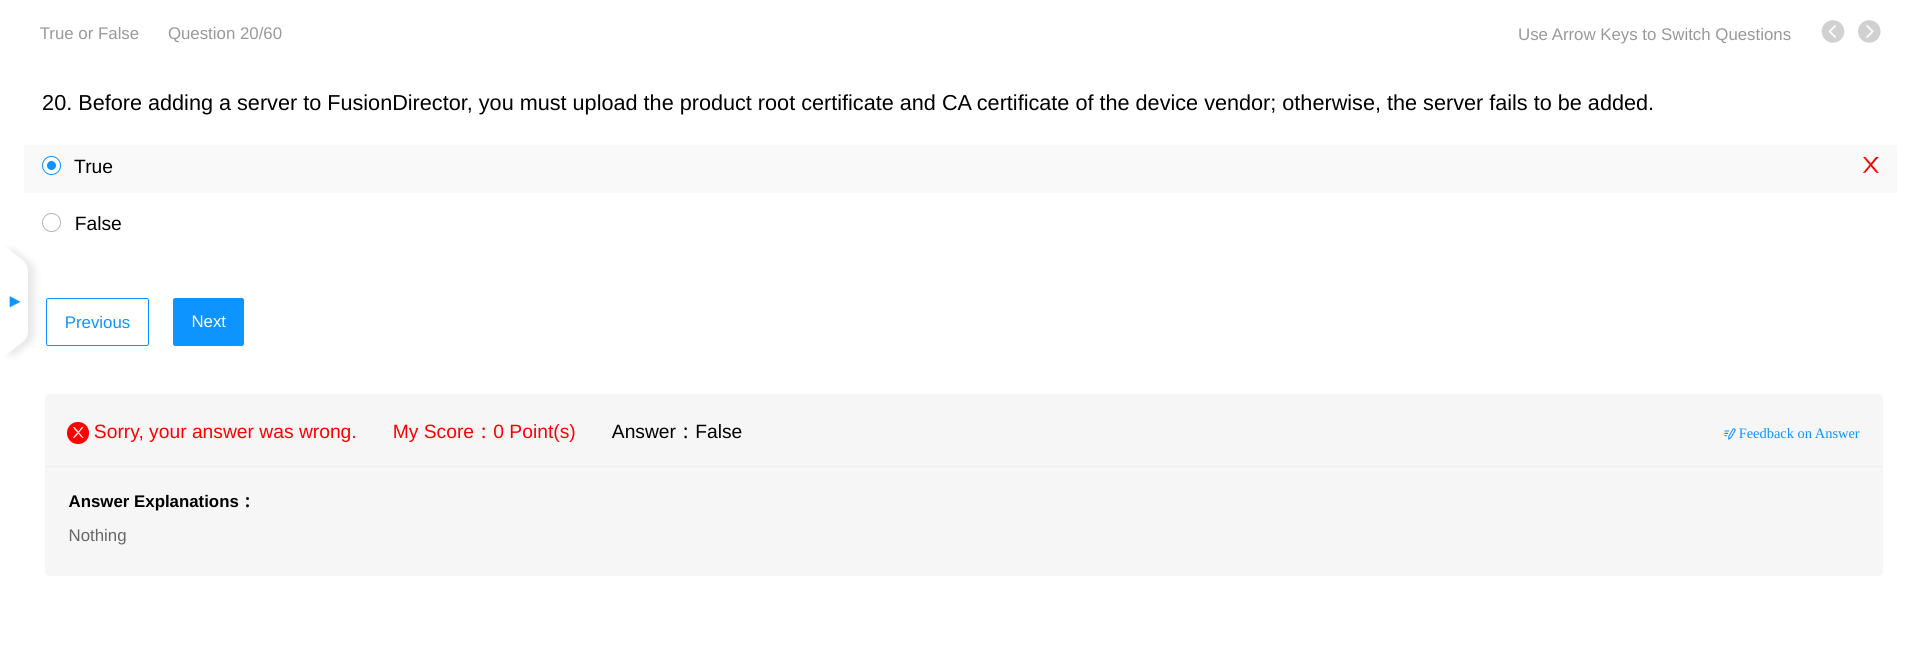 True or False Question 20/60 Use Arrow Keys to Switch Questions
20. Before adding a server to FusionDirector, you must upload the product root certificate and CA certificate of the device vendor; otherwise, the server fails to be added.
True
False
Previous Next
Sorry, your answer was wrong. My Score：0 Point(s) Answer：False Feedback on Answer
Answer Explanations：
Nothing